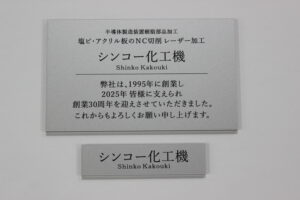 半導体製造装置樹脂部品加工
塩ビ・アクリル板のNC切削 レーザー加工
シンコー化工機
Shinko Kakouki
弊社は、1995年に創業し
2025年 皆様に支えられ
創業30周年を迎えさせていただきました。
これからもよろしくお願い申し上げます。
シンコー化工機
Shinko Kakouki